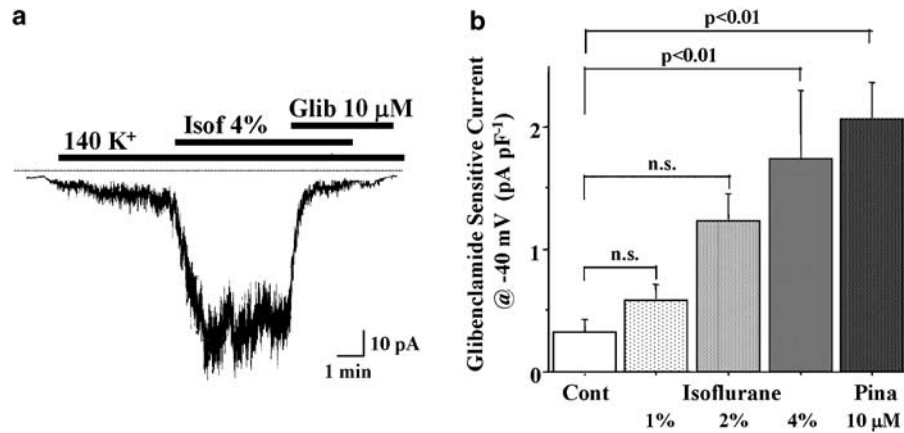 a
140 K⁺
Isof 4%
Glib 10 µM
10 pA
1 min
b
Glibenclamide Sensitive Current
@ -40 mV (pA pF⁻¹)
p<0.01
p<0.01
n.s.
n.s.
2
1
0
Cont Isoflurane Pina
1% 2% 4% 10 µM